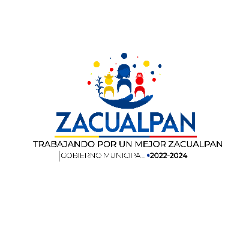 ZACUALPAN
TRABAJANDO POR UN MEJOR ZACUALPAN
GOBIERNO MUNICIPAL •2022-2024